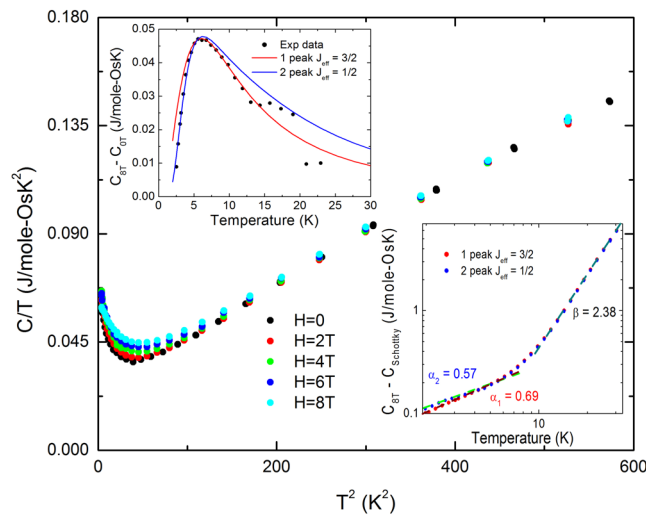 0.180
0.135
0.090
0.045
0.000
C/T (J/mole-OsK²)
0
200
400
600
T² (K²)
H=0
H=2T
H=4T
H=6T
H=8T
0.05
0.04
0.03
0.02
0.01
0.00
C8T - C0T (J/mole-OsK)
0 5 10 15 20 25 30
Temperature (K)
Exp data
1 peak Jeff = 3/2
2 peak Jeff = 1/2
1
0.1
C8T - CSchottky (J/mole-OsK)
10
Temperature (K)
1 peak Jeff = 3/2
2 peak Jeff = 1/2
β = 2.38
α2 = 0.57
α1 = 0.69